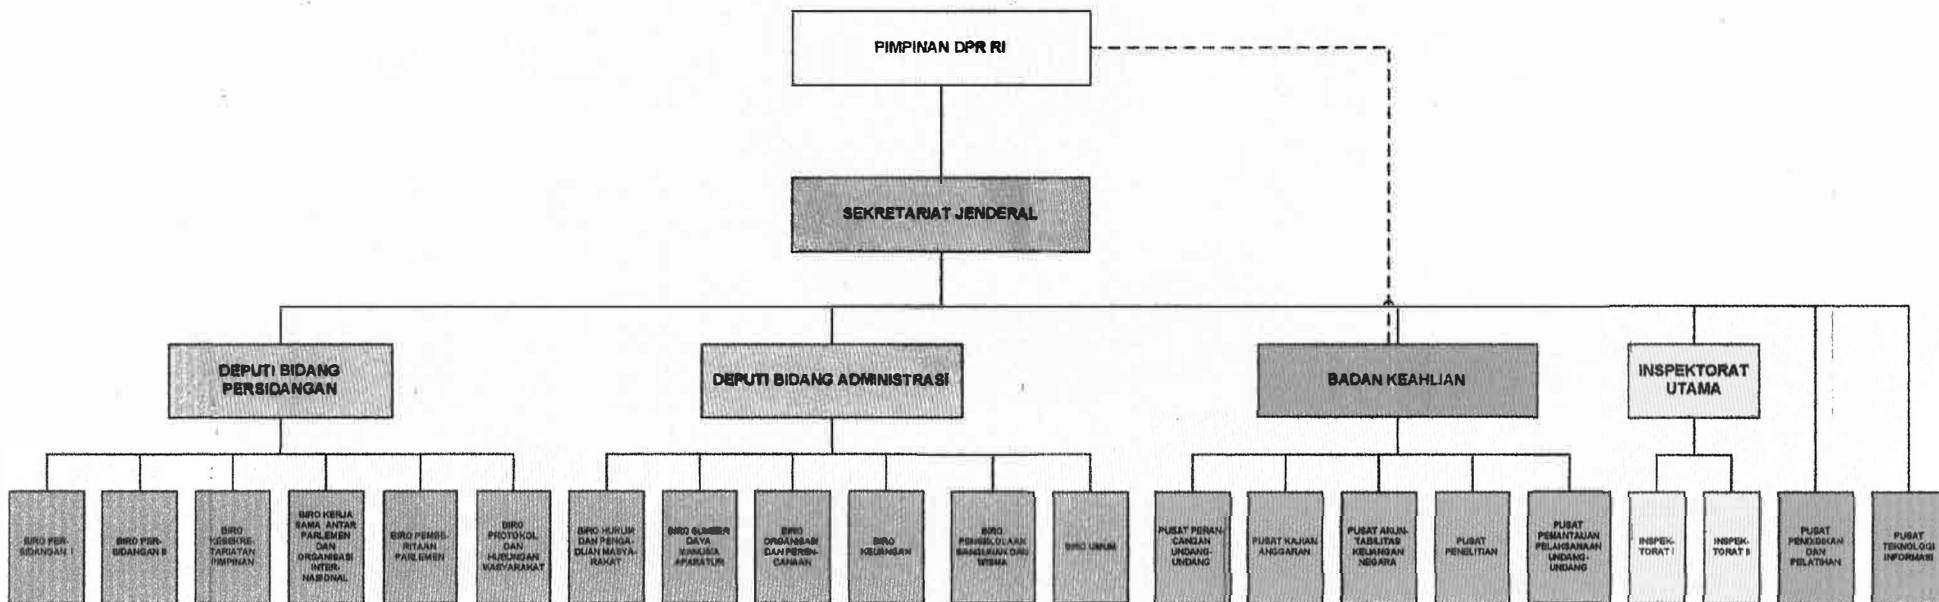 PIMPINAN DPR RI
SEKRETARIAT JENDERAL
DEPUTI BIDANG
PERSIDANGAN
DEPUTI BIDANG ADMINISTRASI
BADAN KEAHLIAN
INSPEKTORAT
UTAMA
BIRO PER-
SIDANGAN I
BIRO PER-
SIDANGAN II
BIRO
KESEKRE-
TARIATAN
PIMPINAN
BIRO KERJA
SAMA ANTAR
PARLEMEN
DAN
ORGANISASI
INTER-
NASIONAL
BIRO PEMBE-
RITAAN
PARLEMEN
BIRO
PROTOKOL
DAN
HUBUNGAN
MASYARAKAT
BIRO HUKUM
DAN PENGA-
DUAN MASYA-
RAKAT
BIRO SUMBER
DAYA
MANUSIA
APARATUR
BIRO
ORGANISASI
DAN PEREN-
CANAAN
BIRO
KEUANGAN
BIRO
PENGELOLAAN
BANGUNAN DAN
WISMA
BIRO UMUM
PUSAT PERAN-
CANGAN
UNDANG-
UNDANG
PUSAT KAJIAN
ANGGARAN
PUSAT AKUN-
TABILITAS
KEUANGAN
NEGARA
PUSAT
PENELITIAN
PUSAT
PEMANTAUAN
PELAKSANAAN
UNDANG-
UNDANG
INSPEK-
TORAT I
INSPEK-
TORAT II
PUSAT
PENDIDIKAN
DAN
PELATIHAN
PUSAT
TEKNOLOGI
INFORMASI